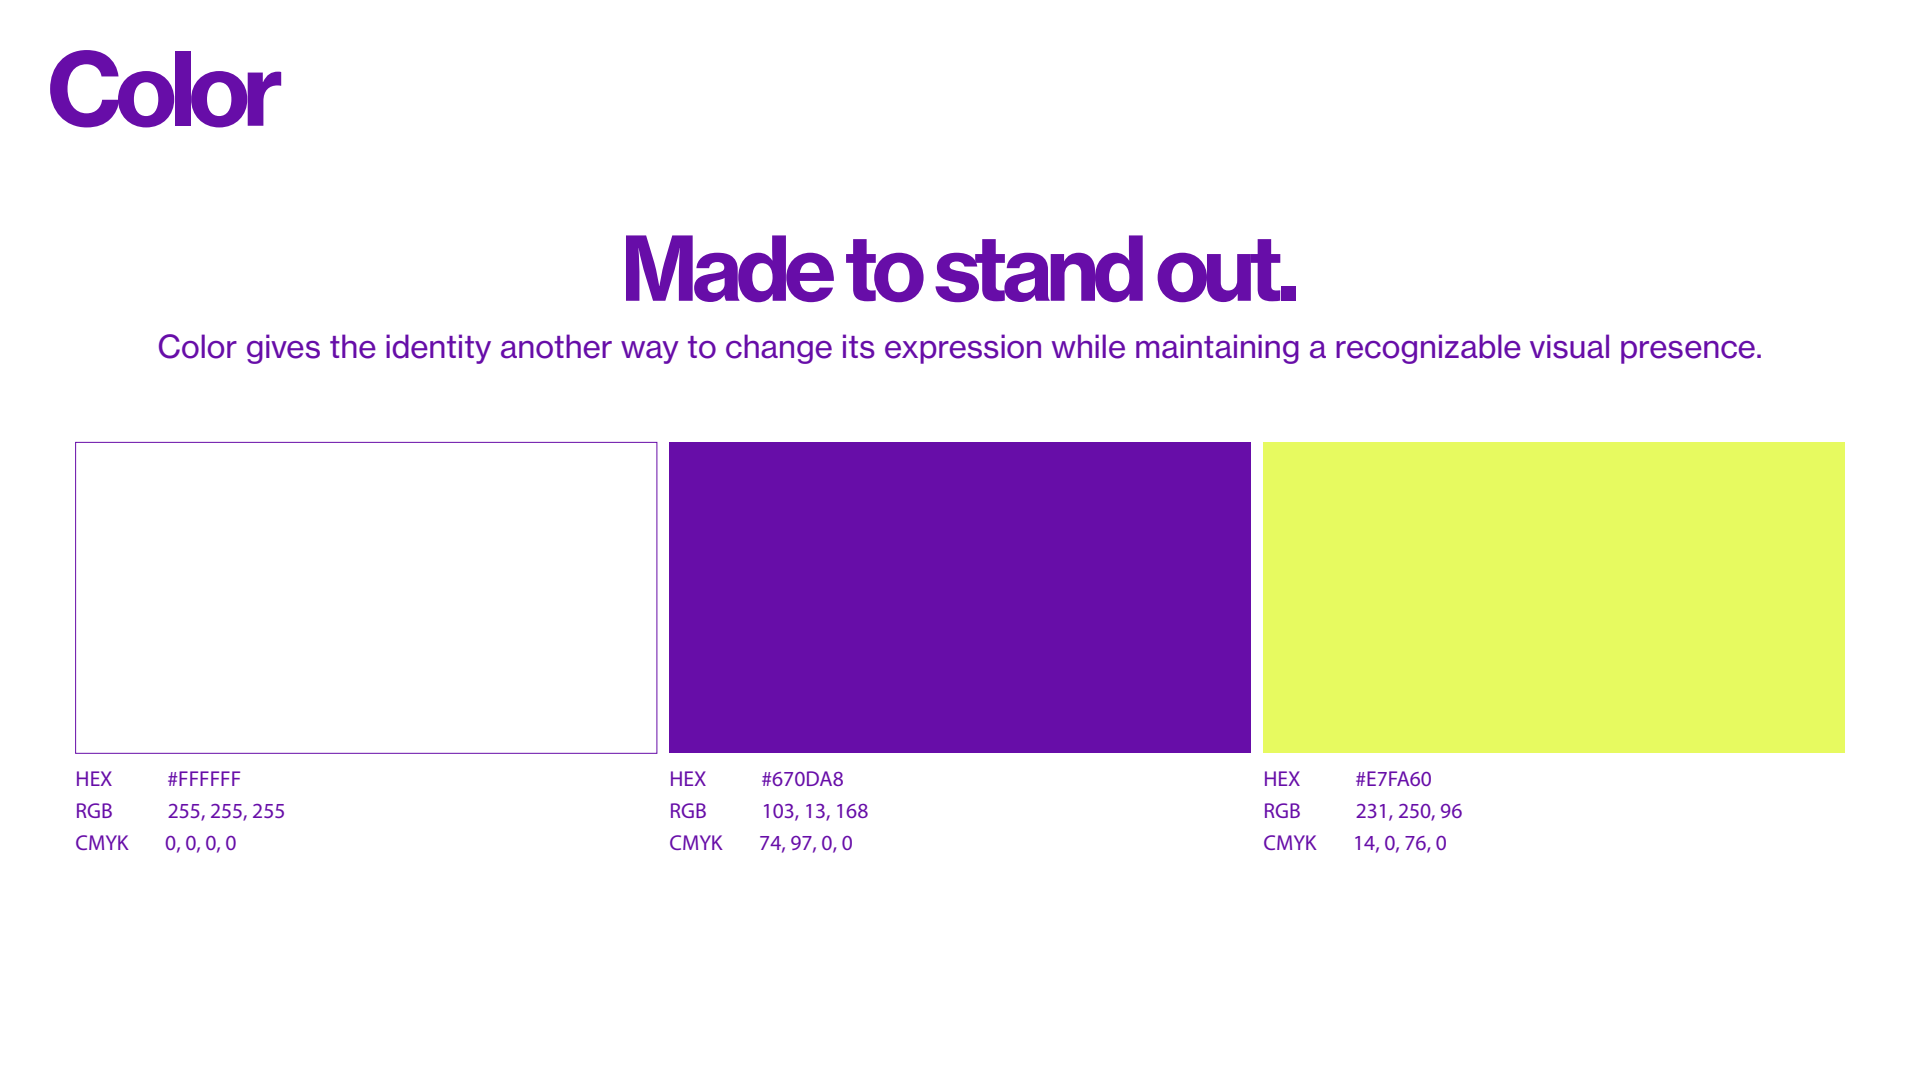 Color
Made to stand out.
Color gives the identity another way to change its expression while maintaining a recognizable visual presence.
HEX #FFFFFF
RGB 255, 255, 255
CMYK 0, 0, 0, 0
HEX #670DA8
RGB 103, 13, 168
CMYK 74, 97, 0, 0
HEX #E7FA60
RGB 231, 250, 96
CMYK 14, 0, 76, 0